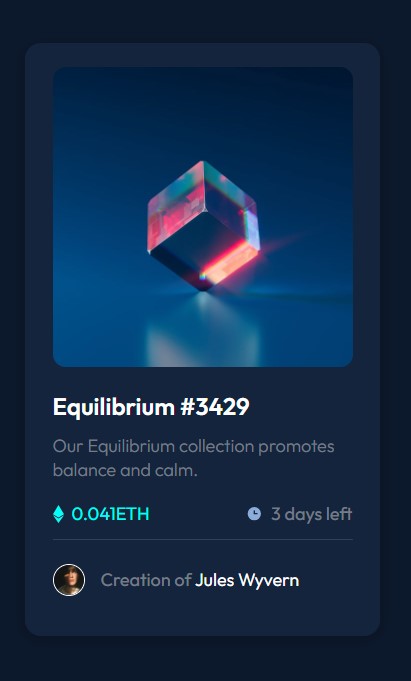 Equilibrium #3429
Our Equilibrium collection promotes
balance and calm.
0.041ETH 3 days left
Creation of Jules Wyvern